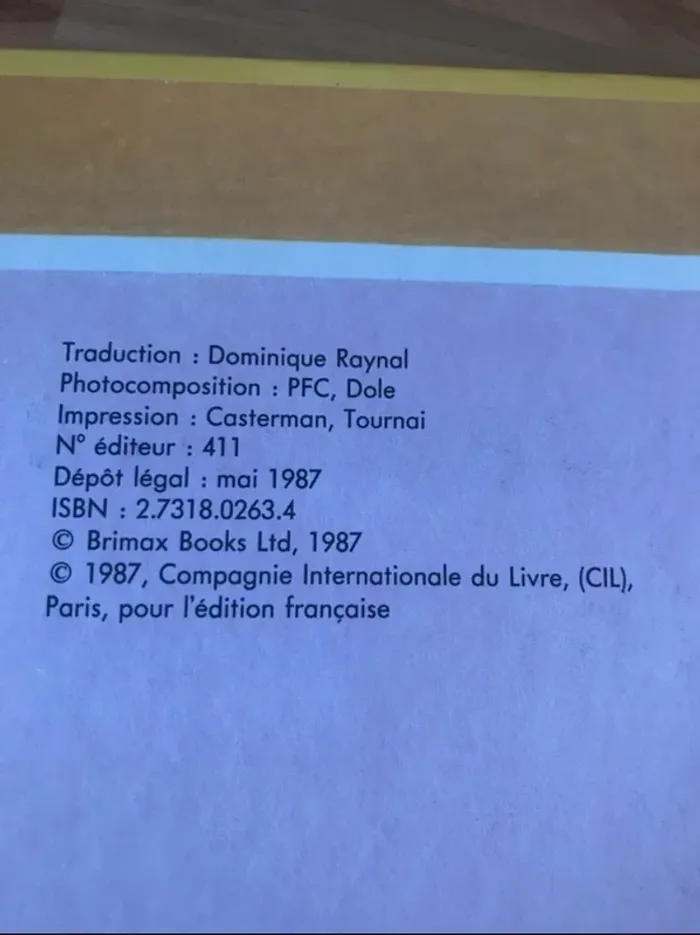 Traduction : Dominique Raynal
Photocomposition : PFC, Dole
Impression : Casterman, Tournai
N° éditeur : 411
Dépôt légal : mai 1987
ISBN : 2.7318.0263.4
© Brimax Books Ltd, 1987
© 1987, Compagnie Internationale du Livre, (CIL),
Paris, pour l'édition française